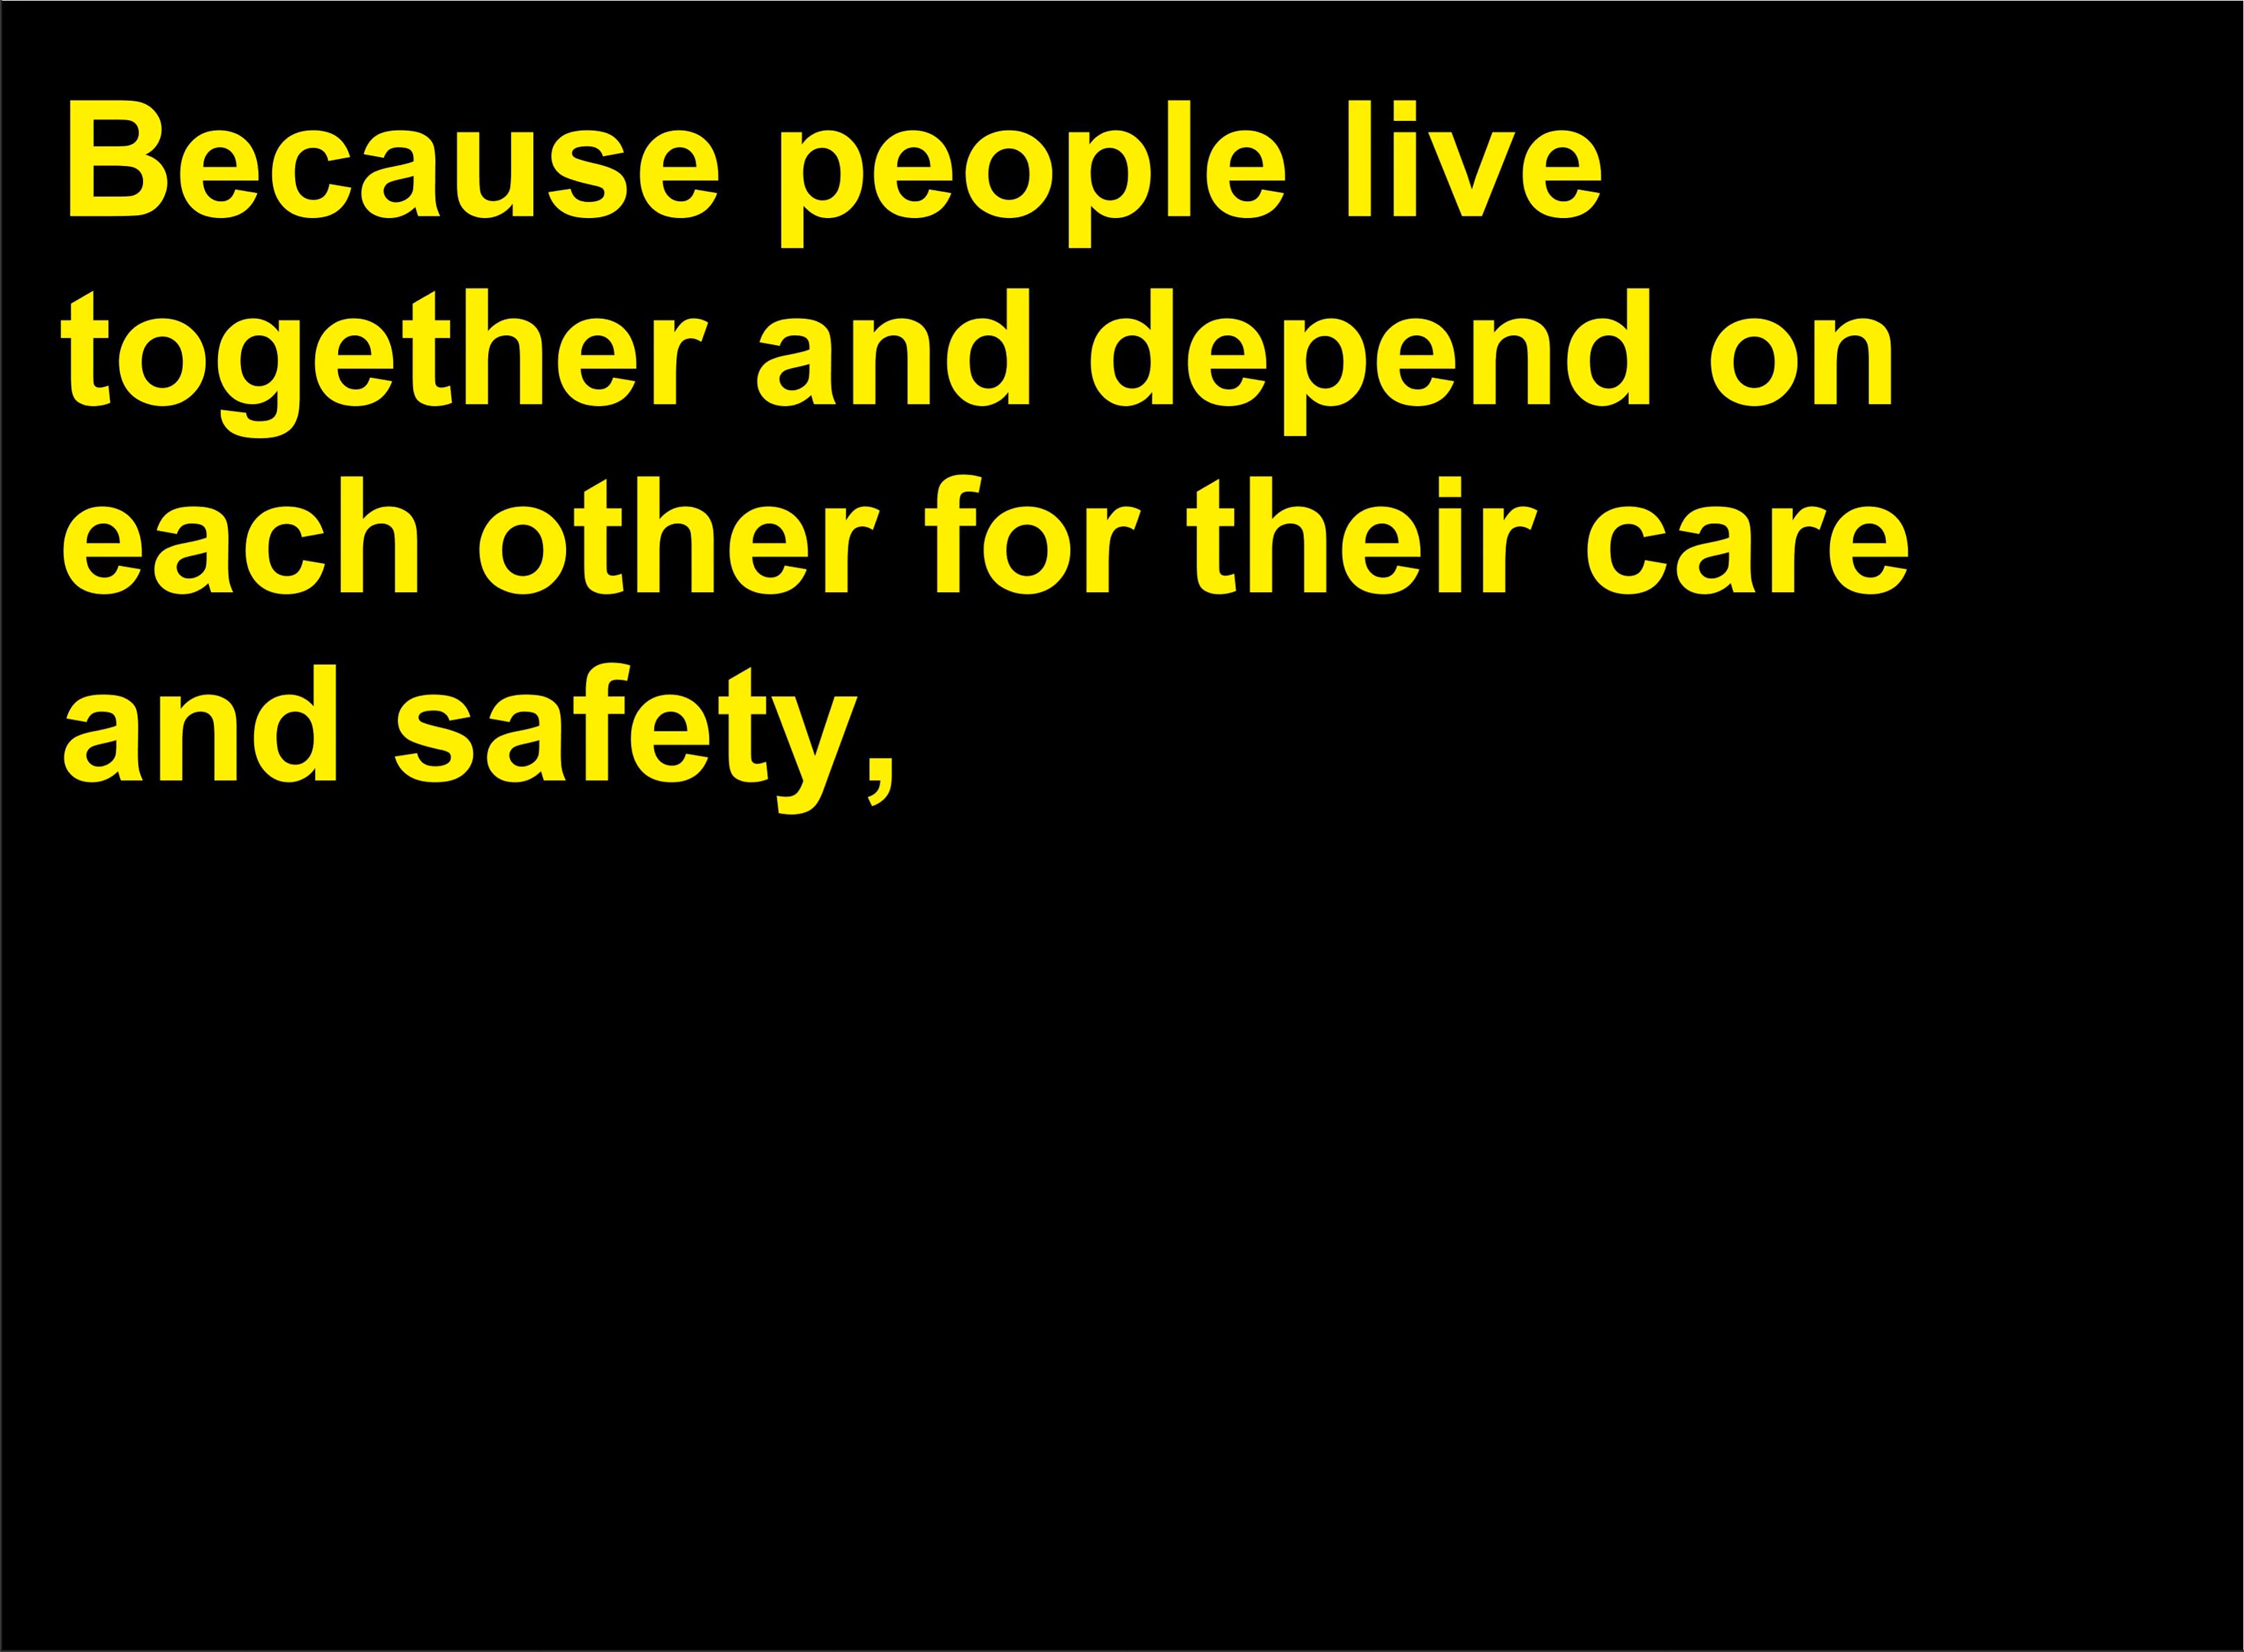 Because people live
together and depend on
each other for their care
and safety,